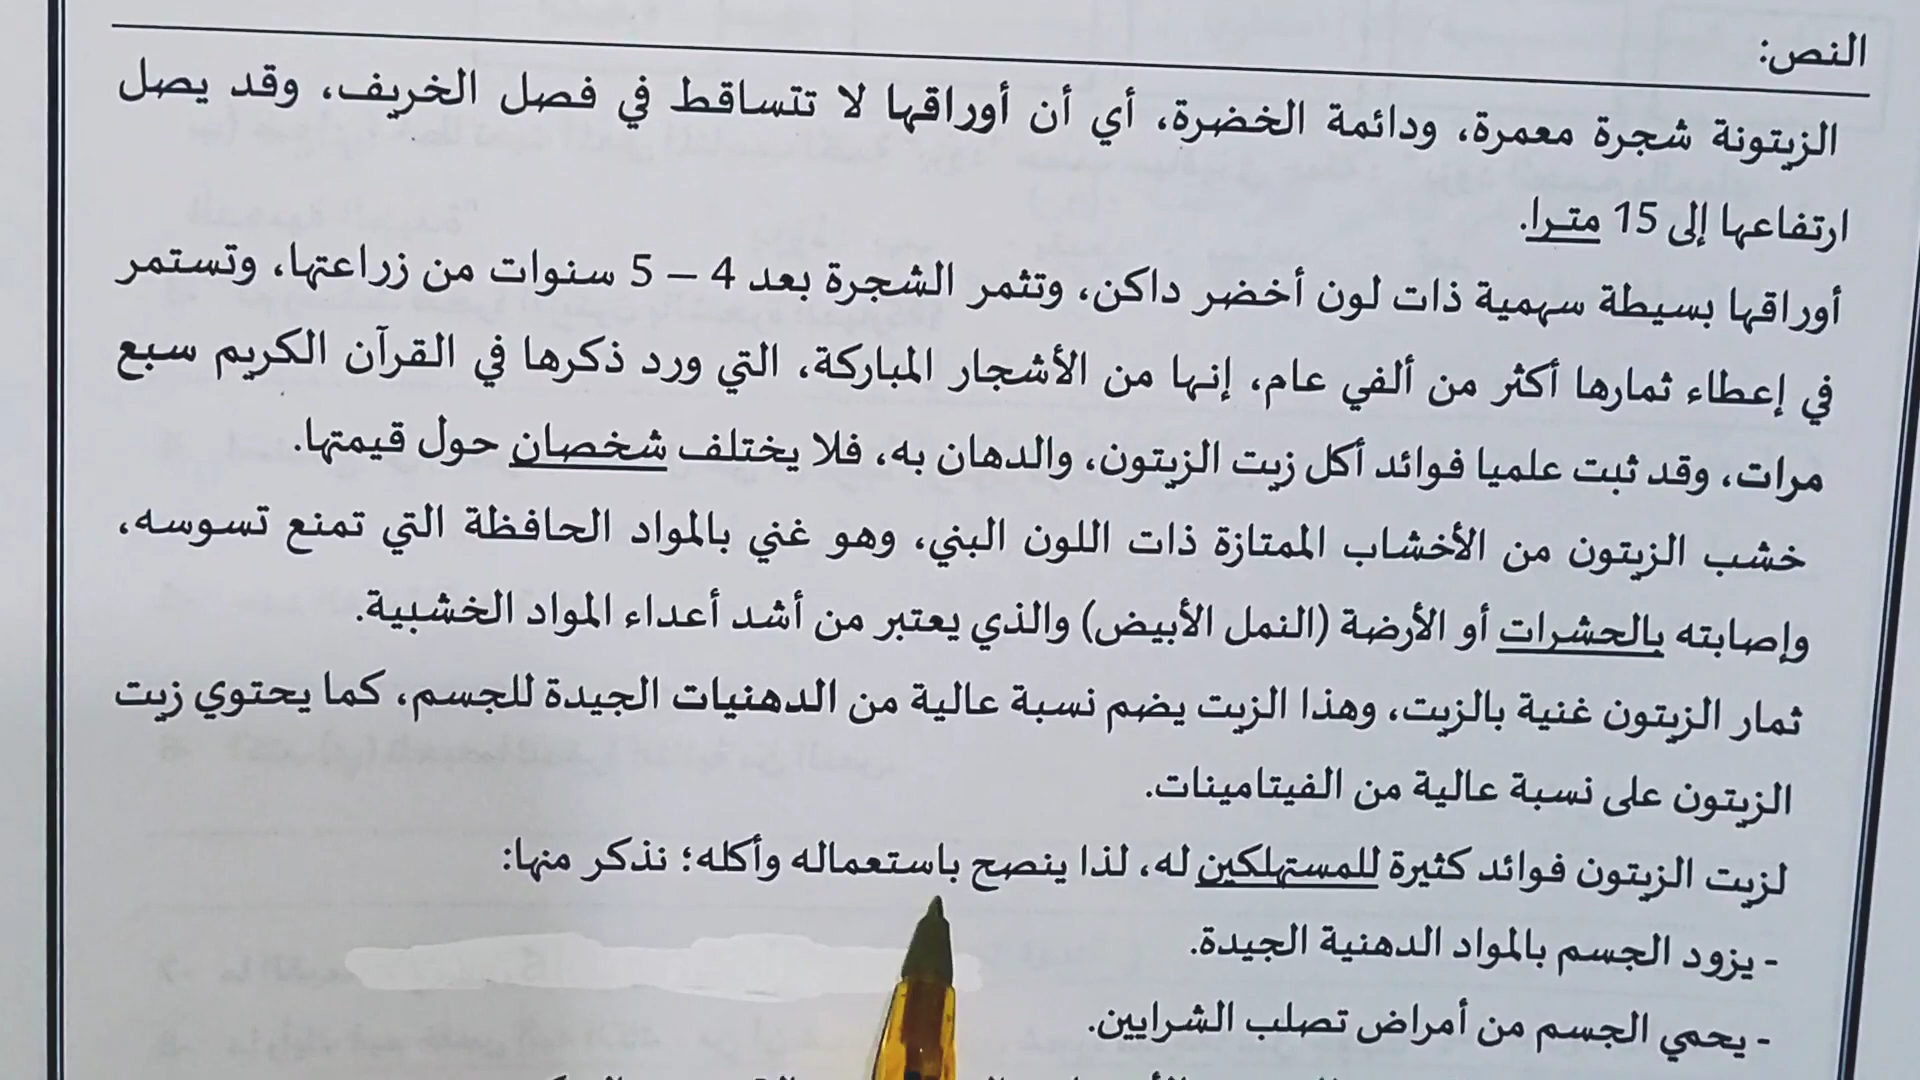 النص:
الزيتونة شجرة معمرة، ودائمة الخضرة، أي أن أوراقها لا تتساقط في فصل الخريف، وقد يصل
ارتفاعها إلى 15 مترا.
أوراقها بسيطة سهمية ذات لون أخضر داكن، وتثمر الشجرة بعد 4 – 5 سنوات من زراعتها، وتستمر
في إعطاء ثمارها أكثر من ألفي عام، إنها من الأشجار المباركة، التي ورد ذكرها في القرآن الكريم سبع
مرات، وقد ثبت علميا فوائد أكل زيت الزيتون، والدهان به، فلا يختلف شخصان حول قيمتها.
خشب الزيتون من الأخشاب الممتازة ذات اللون البني، وهو غني بالمواد الحافظة التي تمنع تسوسه،
وإصابته بالحشرات أو الأرضة (النمل الأبيض) والذي يعتبر من أشد أعداء المواد الخشبية.
ثمار الزيتون غنية بالزيت، وهذا الزيت يضم نسبة عالية من الدهنيات الجيدة للجسم، كما يحتوي زيت
الزيتون على نسبة عالية من الفيتامينات.
لزيت الزيتون فوائد كثيرة للمستهلكين له، لذا ينصح باستعماله وأكله؛ نذكر منها:
- يزود الجسم بالمواد الدهنية الجيدة.
- يحمي الجسم من أمراض تصلب الشرايين.